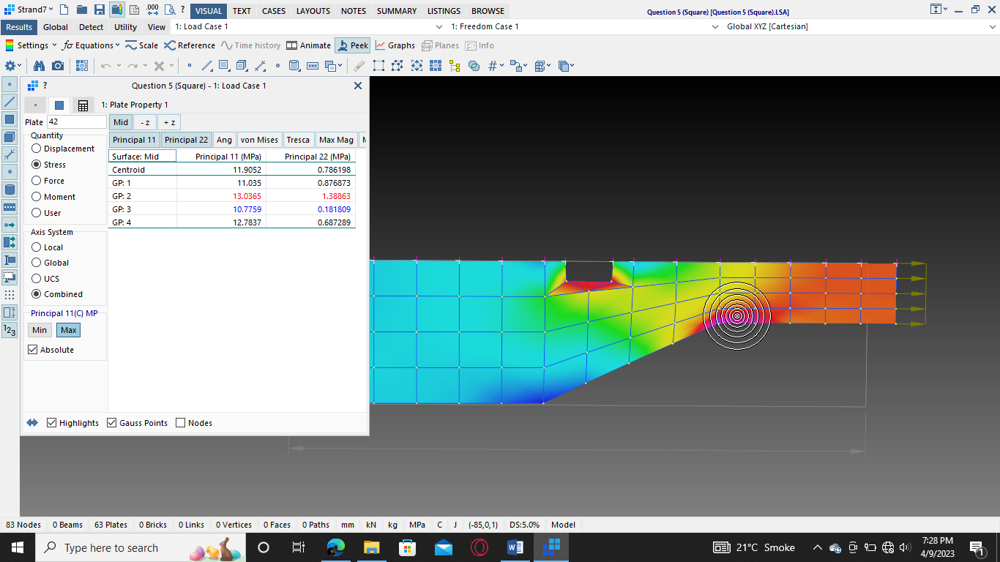 Strand7
.000
?
VISUAL TEXT CASES LAYOUTS NOTES SUMMARY LISTINGS BROWSE
Question 5 (Square) [Question 5 (Square).LSA]
Results Global Detect Utility View
1: Load Case 1
1: Freedom Case 1
Global XYZ [Cartesian]
Settings Equations Scale Reference Time history Animate Peek Graphs Planes Info
? Question 5 (Square) - 1: Load Case 1
1: Plate Property 1
Plate 42
Mid - z + z
Quantity
Displacement
Stress
Force
Moment
User
Axis System
Local
Global
UCS
Combined
Principal 11(C) MP
Min Max
Absolute
Principal 11 Principal 22 Ang von Mises Tresca Max Mag
Surface: Mid Principal 11 (MPa) Principal 22 (MPa)
Centroid 11.9052 0.786198
GP: 1 11.035 0.876873
GP: 2 13.0365 1.38863
GP: 3 10.7759 0.181809
GP: 4 12.7837 0.687289
Highlights Gauss Points Nodes
123
83 Nodes 0 Beams 63 Plates 0 Bricks 0 Links 0 Vertices 0 Faces 0 Paths mm kN kg MPa C J (-85,0,1) DS:5.0% Model
Type here to search
21°C Smoke
7:28 PM
4/9/2023
1